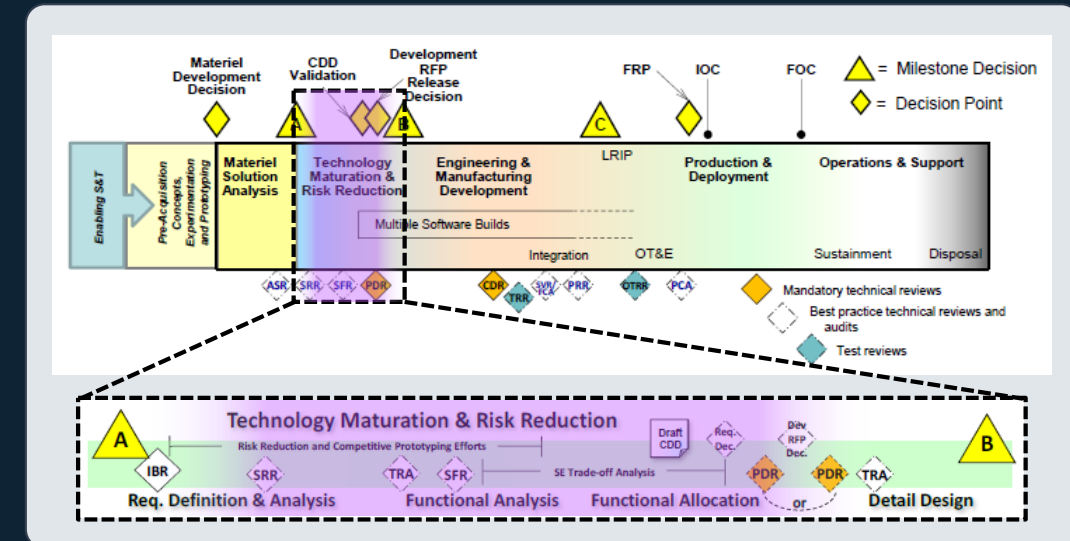 Materiel
Development
Decision
CDD
Validation
Development
RFP
Release
Decision
FRP
IOC
FOC
= Milestone Decision
= Decision Point
A
B
C
Enabling S&T
Pre-Acquisition
Concepts,
Experimentation
and Prototyping
Materiel
Solution
Analysis
Technology
Maturation &
Risk Reduction
Engineering &
Manufacturing
Development
LRIP
Production &
Deployment
Operations & Support
Multiple Software Builds
Integration
OT&E
Sustainment
Disposal
ASR
SRR
SFR
PDR
CDR
TRR
SVR/
FCA
PRR
OTRR
PCA
Mandatory technical reviews
Best practice technical reviews and
audits
Test reviews
Technology Maturation & Risk Reduction
A
B
Risk Reduction and Competitive Prototyping Efforts
Draft
CDD
Req.
Dec.
Dev
RFP
Dec.
IBR
SRR
TRA
SFR
SE Trade-off Analysis
PDR
PDR
TRA
Req. Definition & Analysis
Functional Analysis
Functional Allocation
or
Detail Design